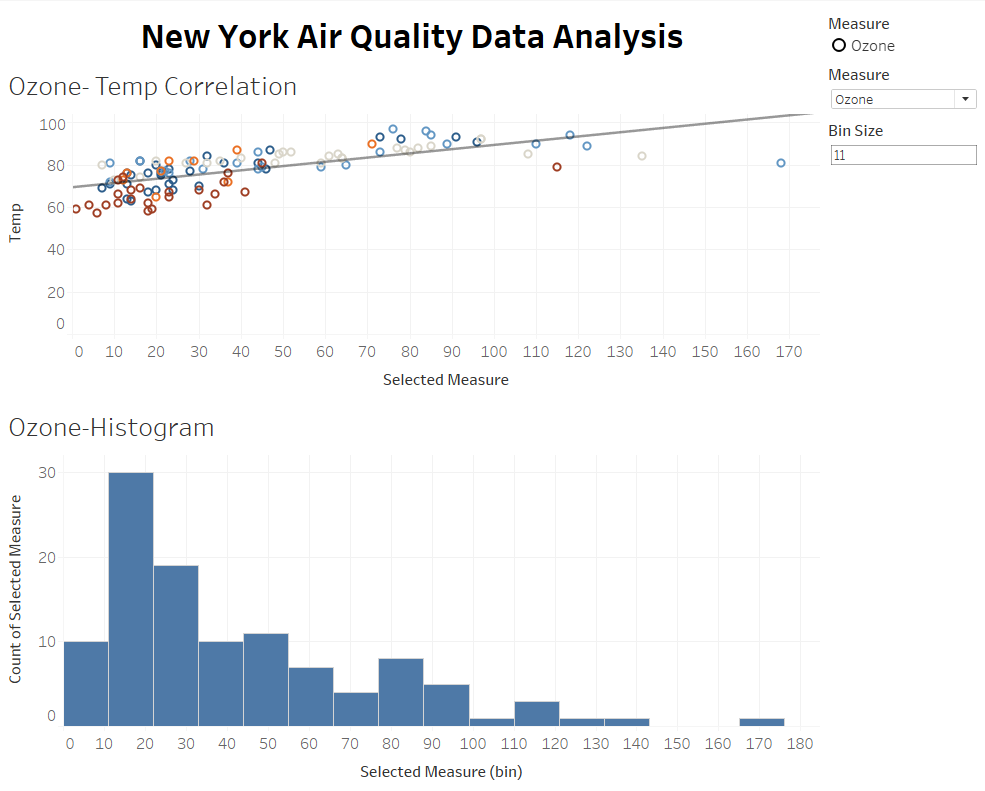 New York Air Quality Data Analysis
Measure
Ozone
Measure
Ozone
Bin Size
11
Ozone- Temp Correlation
100
80
60
40
20
0
Temp
0 10 20 30 40 50 60 70 80 90 100 110 120 130 140 150 160 170
Selected Measure
Ozone-Histogram
30
20
10
0
Count of Selected Measure
0 10 20 30 40 50 60 70 80 90 100 110 120 130 140 150 160 170 180
Selected Measure (bin)